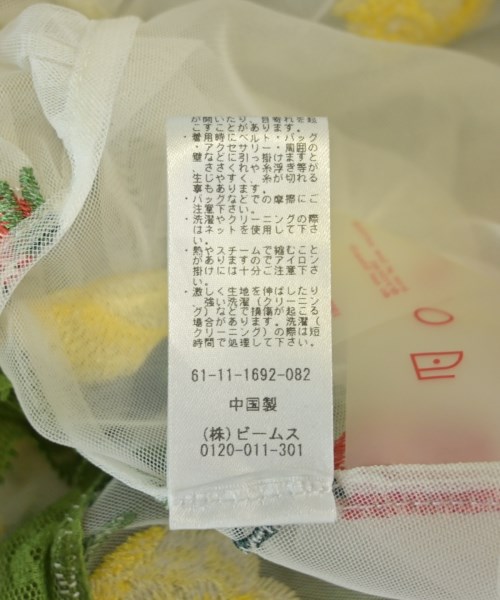 が開いたり、目寄れを起
こすことがあります。
・着用時にベルト・バッグ
・アクセサリー・周囲の
壁などに引っ掛けますと
、ささくれや糸浮き等が
生じやすく、糸が切れる
事もあります。
・バッグなどでの摩擦にご
注意下さい。
・洗濯やクリーニングの際
はネットを使用して下さ
い。
・熱やスチームで縮むこと
がありますのでアイロン
掛けには十分ご注意下さ
い。
・激しく生地を伸ばしたり
、強い洗濯（クリーニン
グ）などで損傷が起こる
場合があります。洗濯（
クリーニング）の際は短
時間で処理して下さい。
61-11-1692-082
中国製
(株)ビームス
0120-011-301